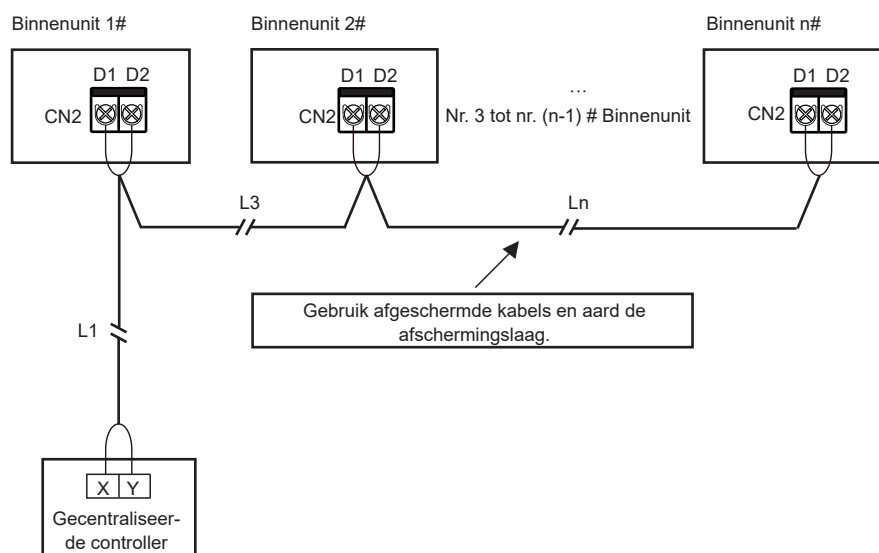 Binnenunit 1#
Binnenunit 2#
Binnenunit n#
D1 D2
D1 D2
D1 D2
CN2
CN2
CN2
...
Nr. 3 tot nr. (n-1) # Binnenunit
L3
Ln
L1
Gebruik afgeschermde kabels en aard de
afschermingslaag.
X Y
Gecentraliseer-
de controller